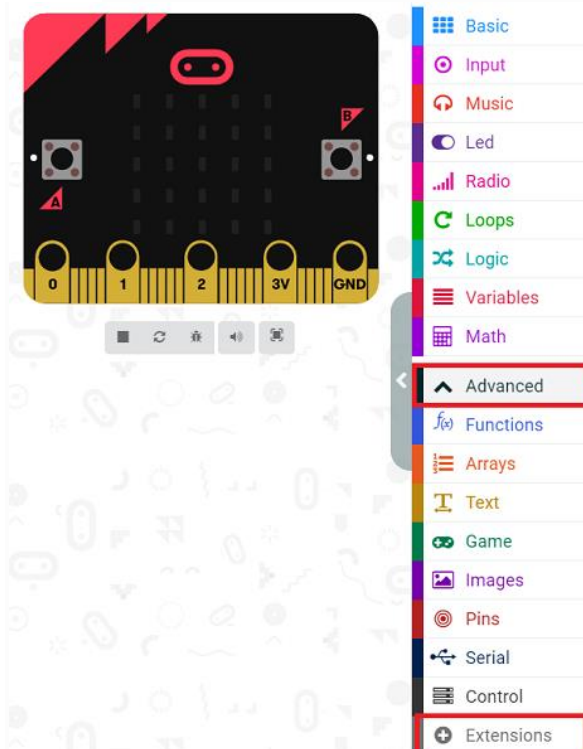 A
B
0 1 2 3V GND
Basic
Input
Music
Led
Radio
Loops
Logic
Variables
Math
Advanced
f(x) Functions
Arrays
Text
Game
Images
Pins
Serial
Control
Extensions